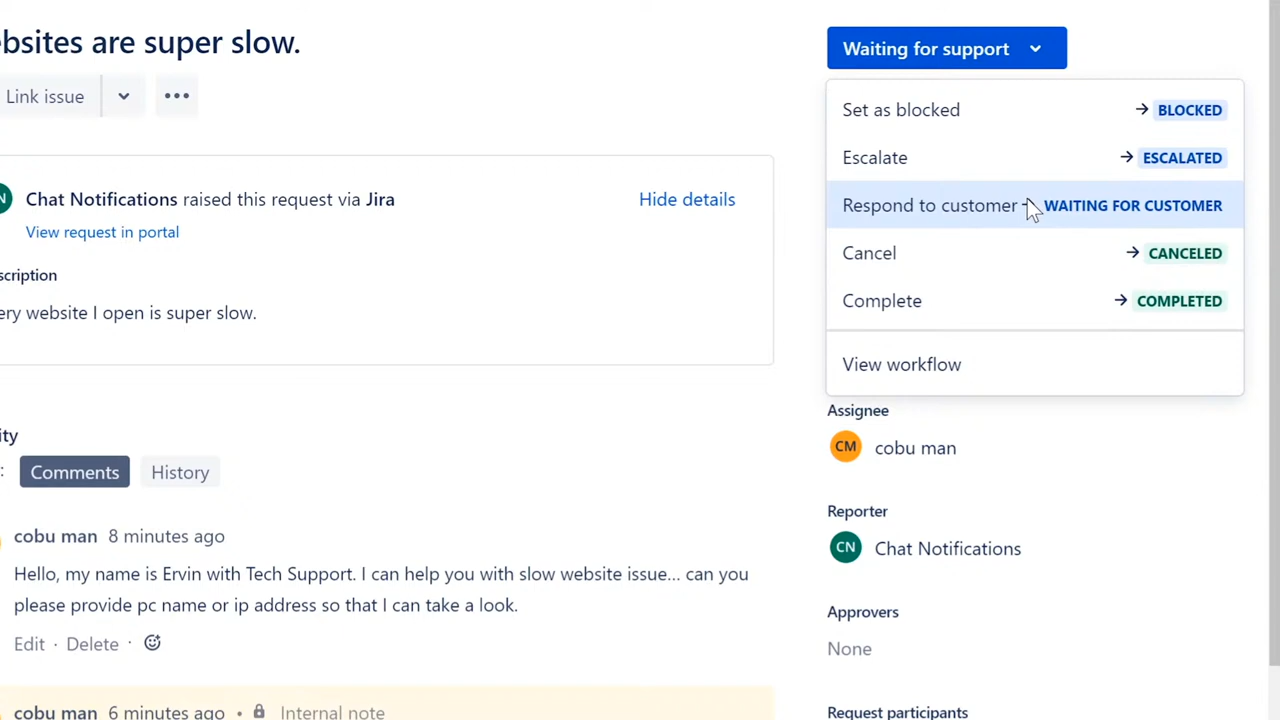 bsites are super slow.
Link issue
N
Chat Notifications raised this request via Jira
Hide details
View request in portal
scription
ery website I open is super slow.
ity
:
Comments
History
cobu man 8 minutes ago
Hello, my name is Ervin with Tech Support. I can help you with slow website issue... can you
please provide pc name or ip address so that I can take a look.
Edit · Delete ·
cobu man 6 minutes ago • Internal note
Waiting for support
Set as blocked → BLOCKED
Escalate → ESCALATED
Respond to customer → WAITING FOR CUSTOMER
Cancel → CANCELED
Complete → COMPLETED
View workflow
Assignee
CM cobu man
Reporter
CN Chat Notifications
Approvers
None
Request participants